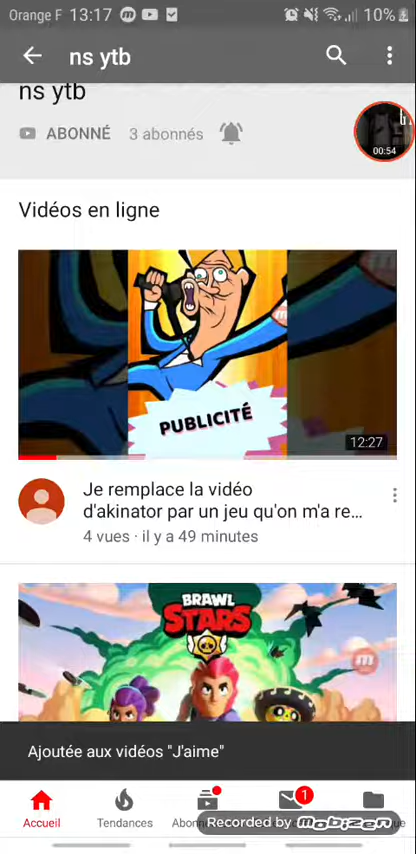 Orange F 13:17 10%
ns ytb
ns ytb
ABONNÉ 3 abonnés
00:54
Vidéos en ligne
PUBLICITÉ
12:27
Je remplace la vidéo
d'akinator par un jeu qu'on m'a re...
4 vues · il y a 49 minutes
BRAWL
STARS
Ajoutée aux vidéos "J'aime"
1
Accueil Tendances Abonn
Recorded by mobizen